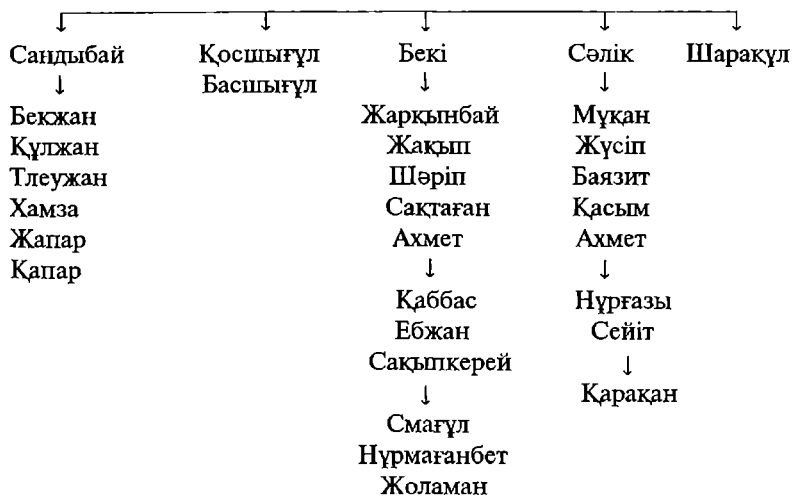 Сандыбай Қосшығұл Бекі Сәлік Шарақұл
Басшығұл
Бекжан Жарқынбай Мұқан
Құлжан Жақып Жүсіп
Тлеужан Шәріп Баязит
Хамза Сақтаған Қасым
Жапар Ахмет Ахмет
Қапар
Қаббас Нұрғазы
Ебжан Сейіт
Сақыпкерей
Қарақан
Смағұл
Нұрмағанбет
Жоламан